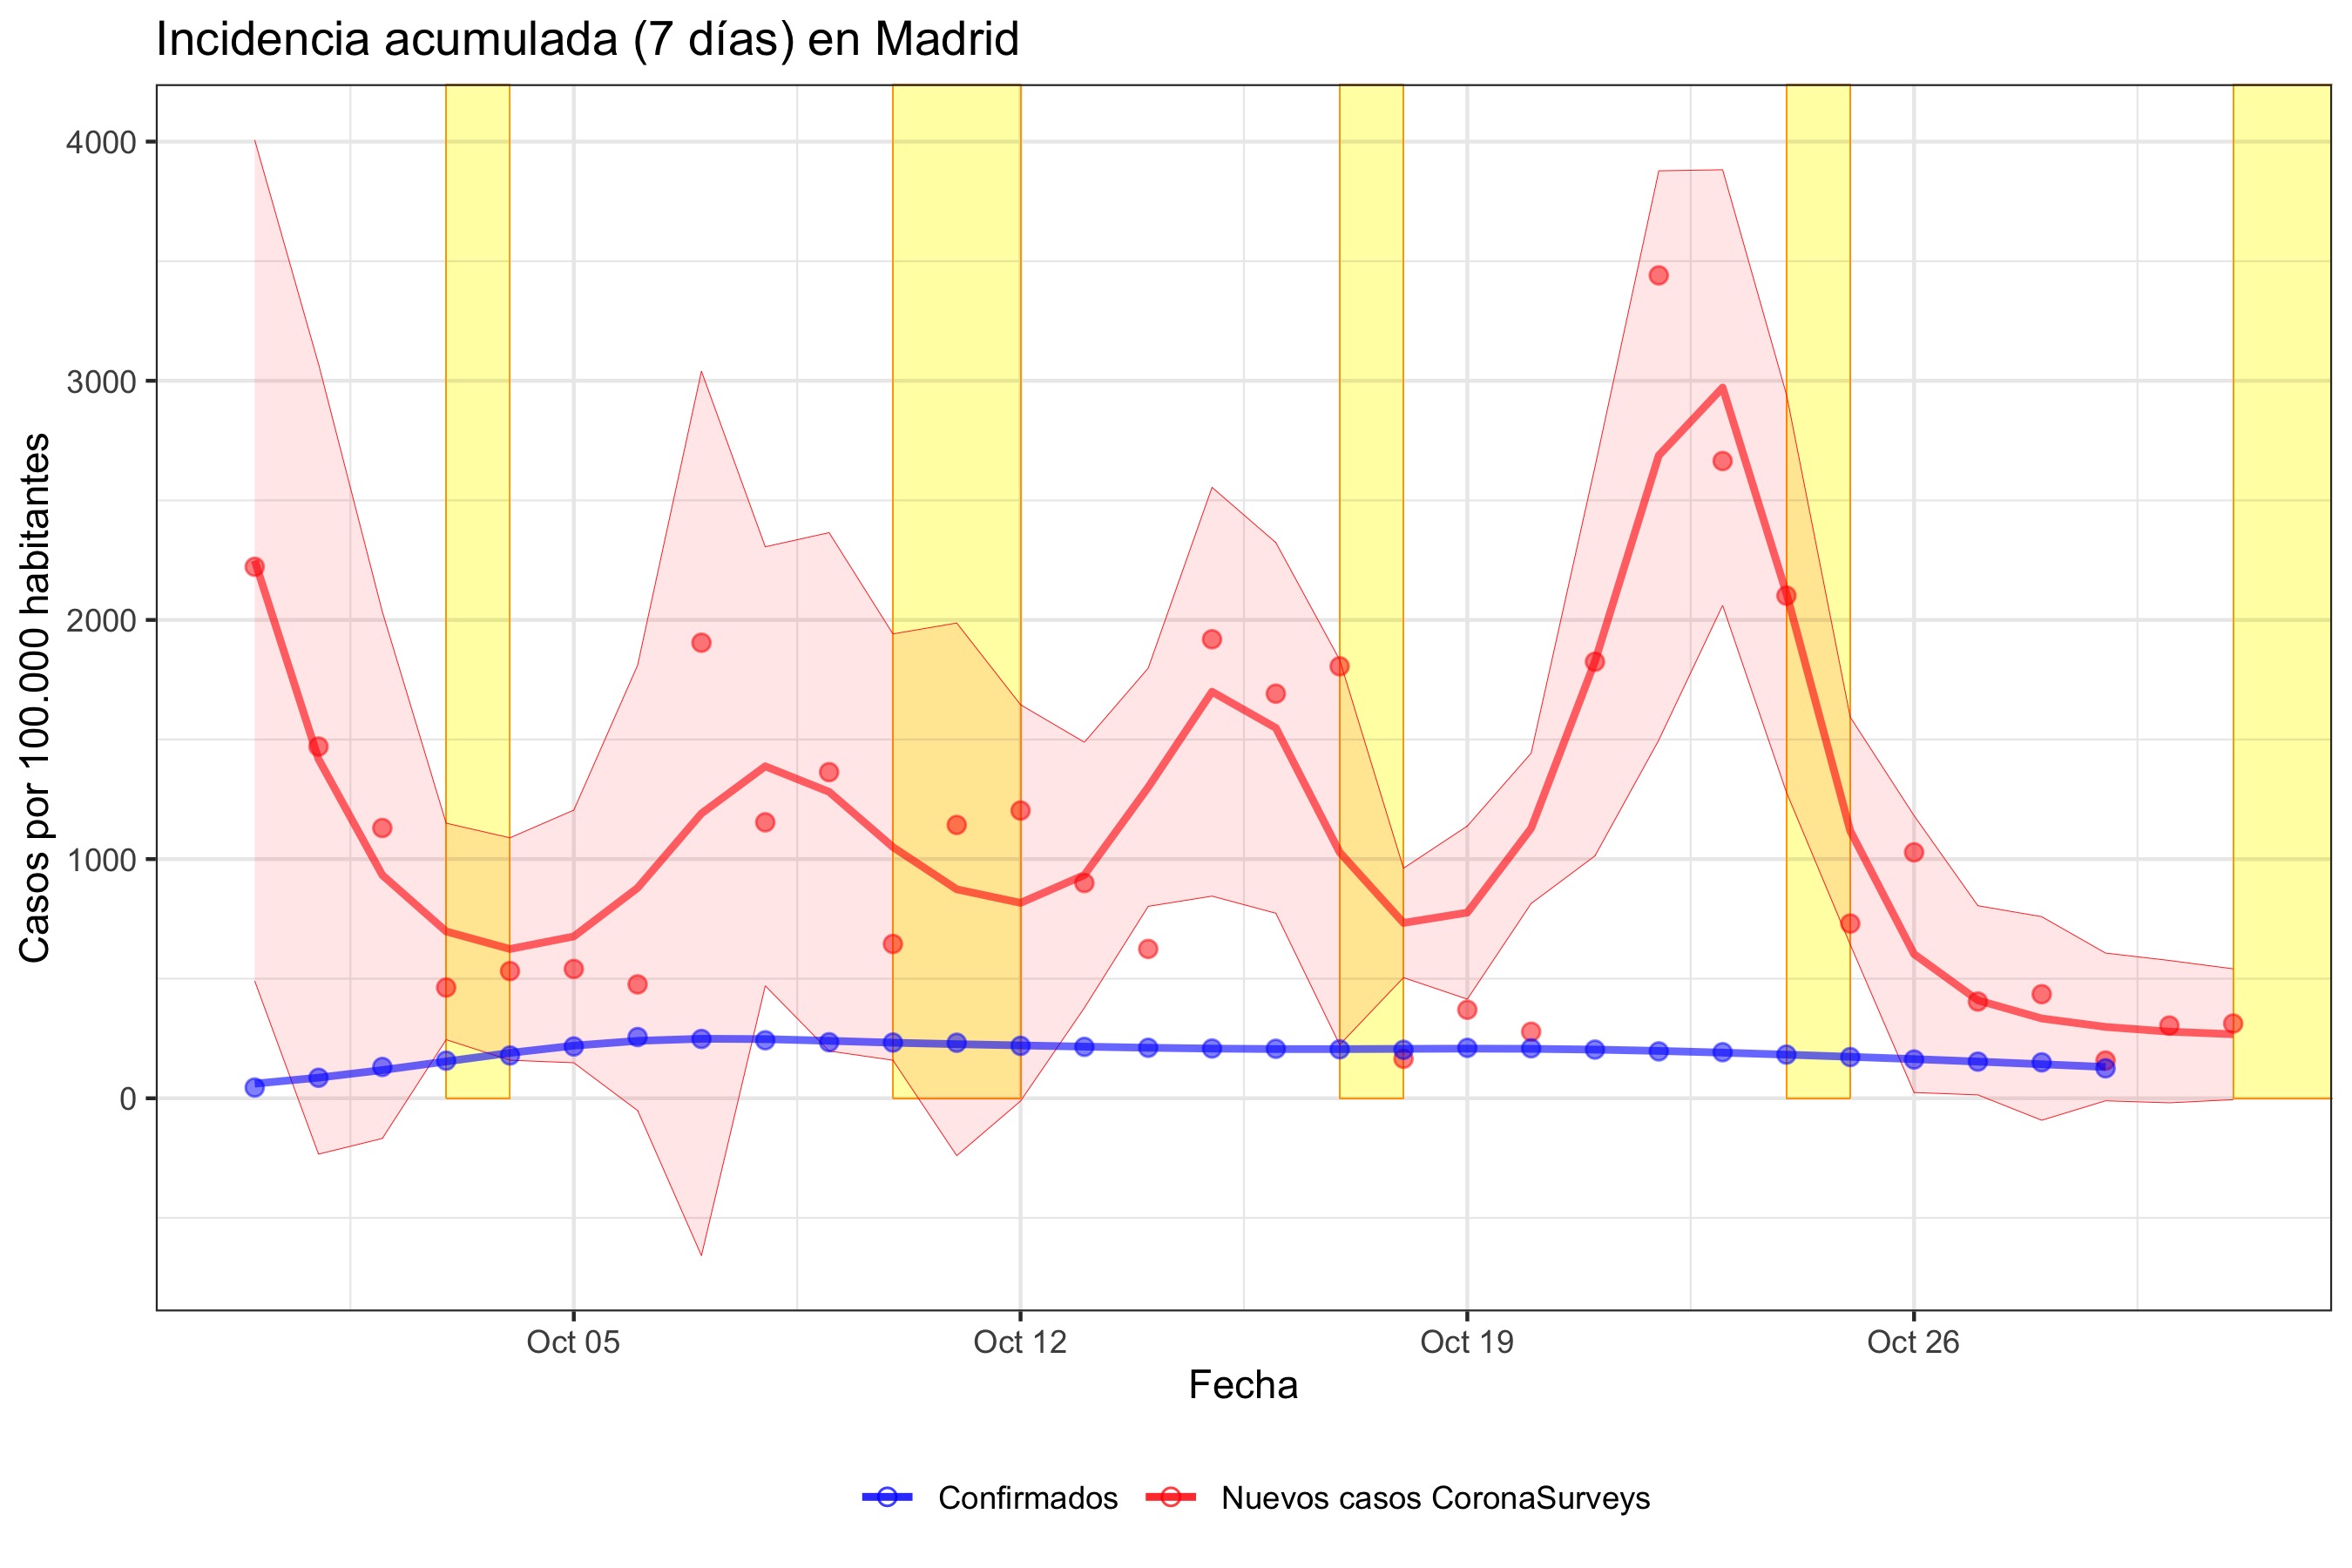 Incidencia acumulada (7 días) en Madrid
Casos por 100.000 habitantes
4000
3000
2000
1000
0
Oct 05
Oct 12
Oct 19
Oct 26
Fecha
Confirmados
Nuevos casos CoronaSurveys